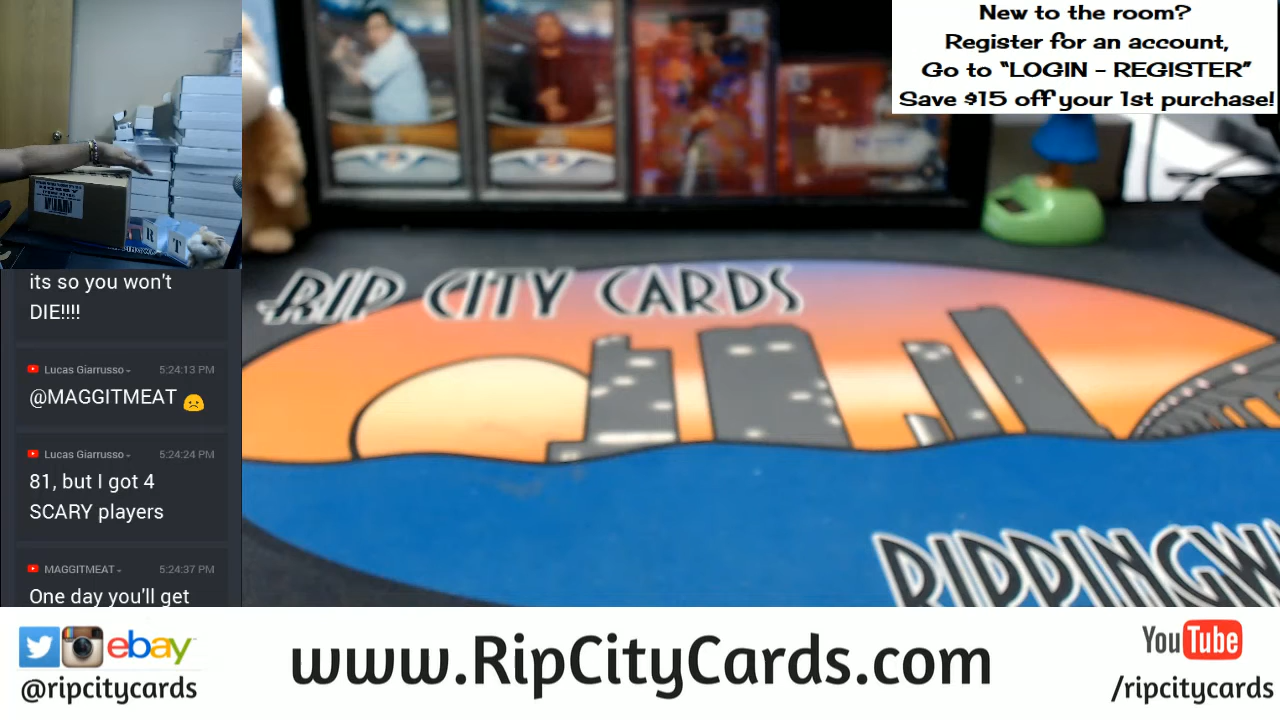 New to the room?
Register for an account,
Go to “LOGIN - REGISTER”
Save $15 off your 1st purchase!
R
T
its so you won't
DIE!!!!
Lucas Giarrusso
5:24:13 PM
@MAGGITMEAT
Lucas Giarrusso
5:24:24 PM
81, but I got 4
SCARY players
MAGGITMEAT
5:24:37 PM
One day you'll get
RIP CITY CARDS
ebay
@ripcitycards
www.RipCityCards.com
YouTube
/ripcitycards